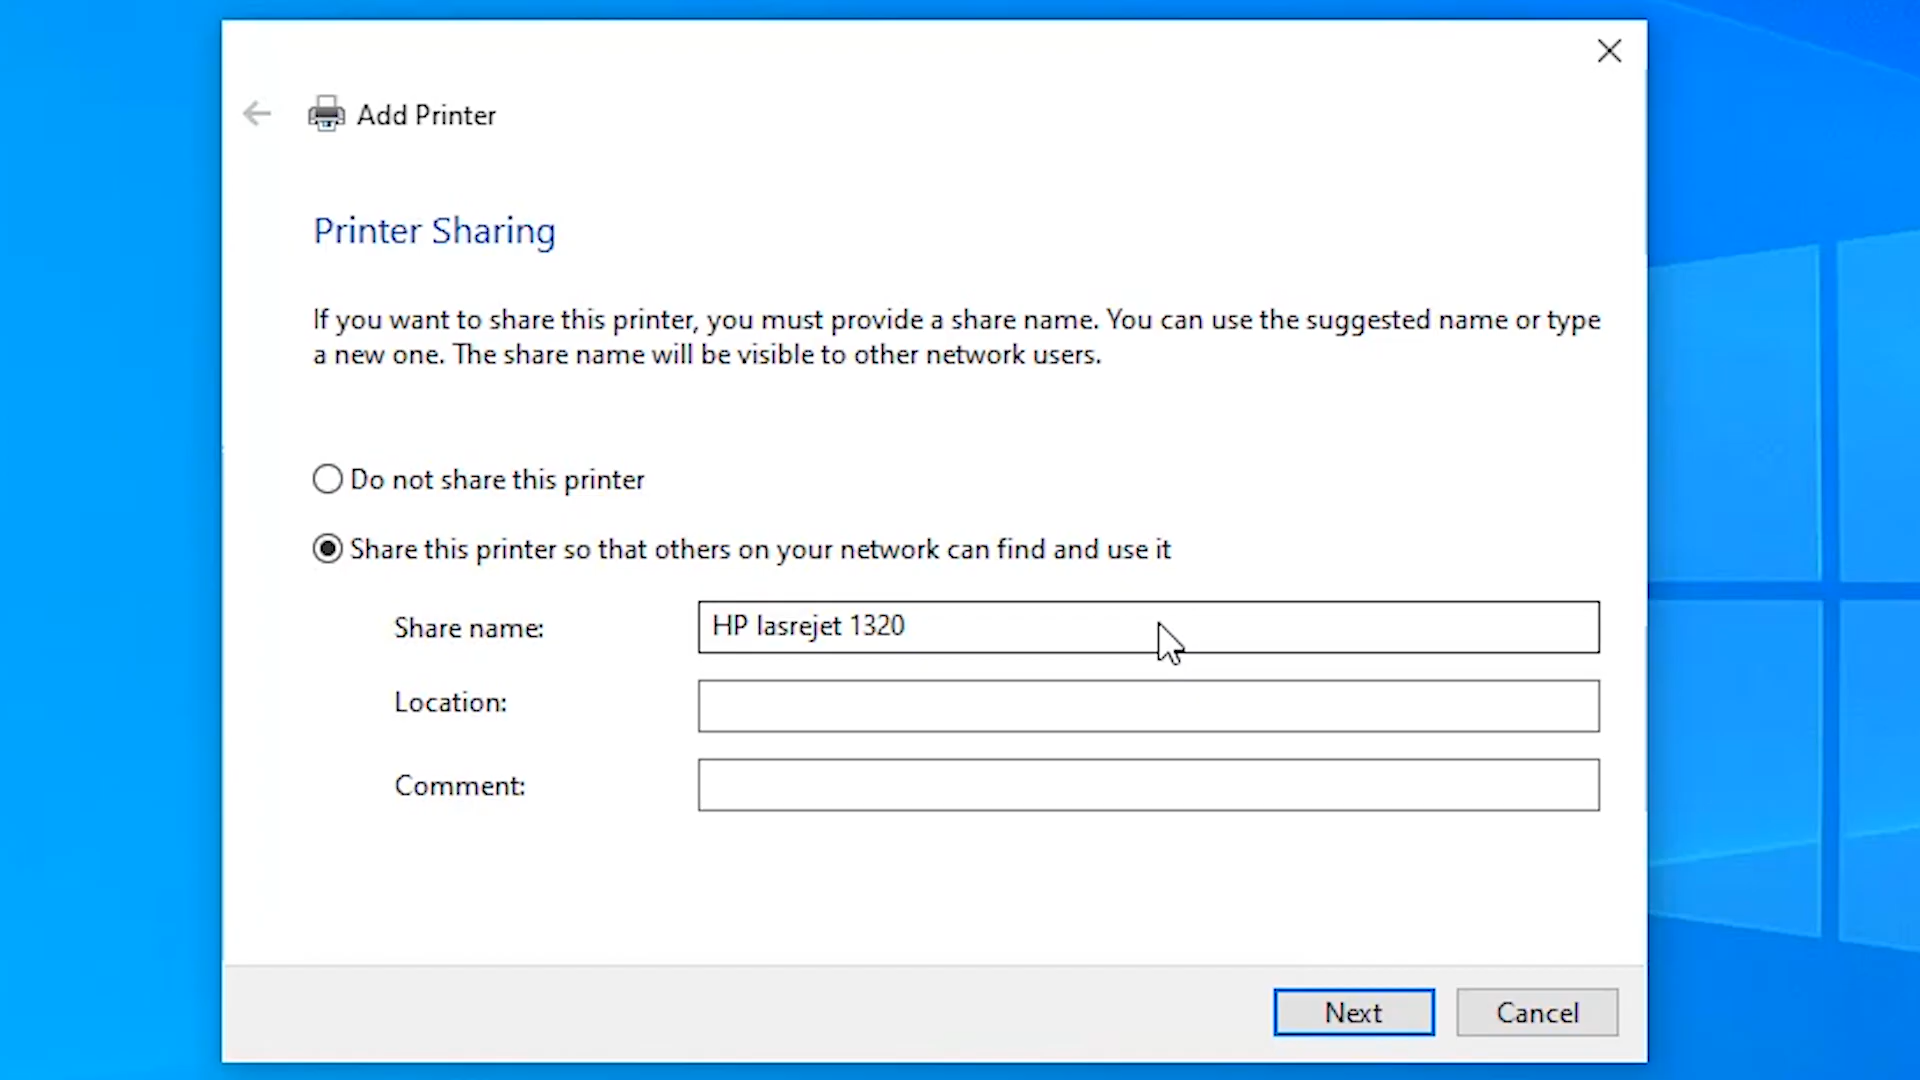 Add Printer
Printer Sharing
If you want to share this printer, you must provide a share name. You can use the suggested name or type
a new one. The share name will be visible to other network users.
Do not share this printer
Share this printer so that others on your network can find and use it
Share name:
HP lasrejet 1320
Location:
Comment:
Next
Cancel